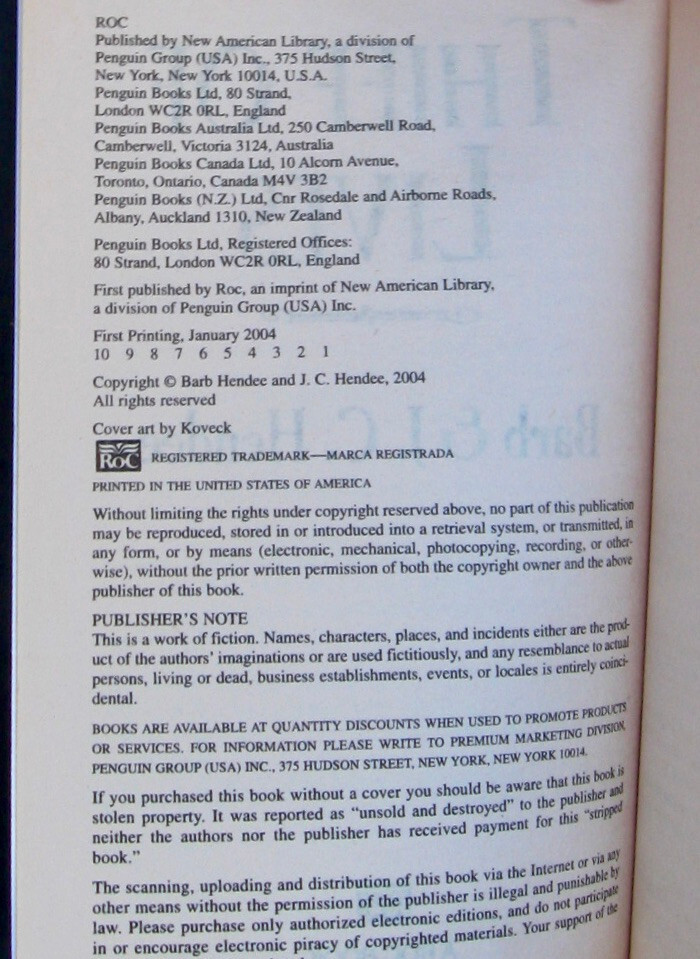 ROC
Published by New American Library, a division of
Penguin Group (USA) Inc., 375 Hudson Street,
New York, New York 10014, U.S.A.
Penguin Books Ltd, 80 Strand,
London WC2R 0RL, England
Penguin Books Australia Ltd, 250 Camberwell Road,
Camberwell, Victoria 3124, Australia
Penguin Books Canada Ltd, 10 Alcorn Avenue,
Toronto, Ontario, Canada M4V 3B2
Penguin Books (N.Z.) Ltd, Cnr Rosedale and Airborne Roads,
Albany, Auckland 1310, New Zealand
Penguin Books Ltd, Registered Offices:
80 Strand, London WC2R 0RL, England
First published by Roc, an imprint of New American Library,
a division of Penguin Group (USA) Inc.
First Printing, January 2004
10 9 8 7 6 5 4 3 2 1
Copyright © Barb Hendee and J. C. Hendee, 2004
All rights reserved
Cover art by Koveck
ROC REGISTERED TRADEMARK—MARCA REGISTRADA
PRINTED IN THE UNITED STATES OF AMERICA
Without limiting the rights under copyright reserved above, no part of this publication
may be reproduced, stored in or introduced into a retrieval system, or transmitted, in
any form, or by means (electronic, mechanical, photocopying, recording, or other-
wise), without the prior written permission of both the copyright owner and the above
publisher of this book.
PUBLISHER'S NOTE
This is a work of fiction. Names, characters, places, and incidents either are the prod-
uct of the authors' imaginations or are used fictitiously, and any resemblance to actual
persons, living or dead, business establishments, events, or locales is entirely coinci-
dental.
BOOKS ARE AVAILABLE AT QUANTITY DISCOUNTS WHEN USED TO PROMOTE PRODUCTS
OR SERVICES. FOR INFORMATION PLEASE WRITE TO PREMIUM MARKETING DIVISION,
PENGUIN GROUP (USA) INC., 375 HUDSON STREET, NEW YORK, NEW YORK 10014.
If you purchased this book without a cover you should be aware that this book is
stolen property. It was reported as “unsold and destroyed” to the publisher and
neither the authors nor the publisher has received payment for this “stripped
book.”
The scanning, uploading and distribution of this book via the Internet or via any
other means without the permission of the publisher is illegal and punishable by
law. Please purchase only authorized electronic editions, and do not participate
in or encourage electronic piracy of copyrighted materials. Your support of the